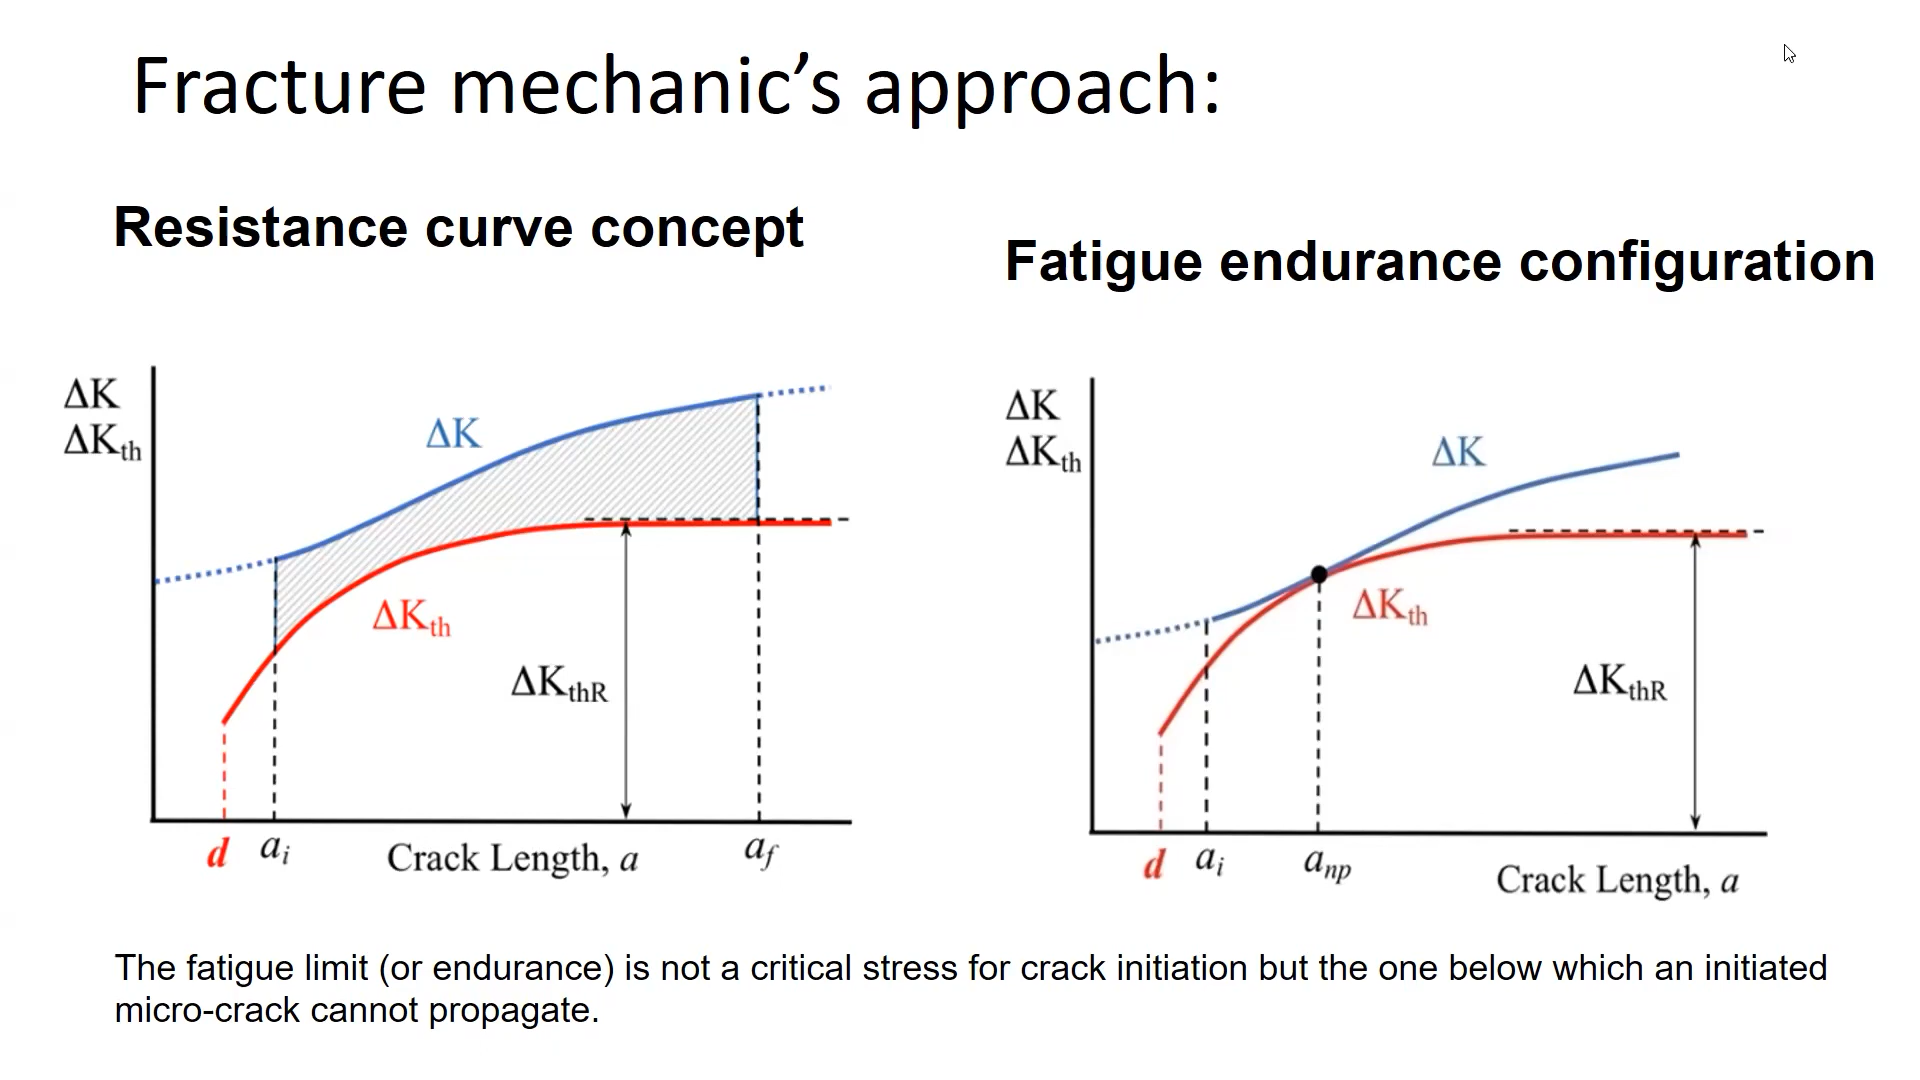 Fracture mechanic’s approach:
Resistance curve concept
Fatigue endurance configuration
ΔK
ΔKth
ΔK
ΔKth
ΔKthR
d
ai
Crack Length, a
af
ΔK
ΔKth
ΔK
ΔKth
ΔKthR
d
ai
anp
Crack Length, a
The fatigue limit (or endurance) is not a critical stress for crack initiation but the one below which an initiated
micro-crack cannot propagate.